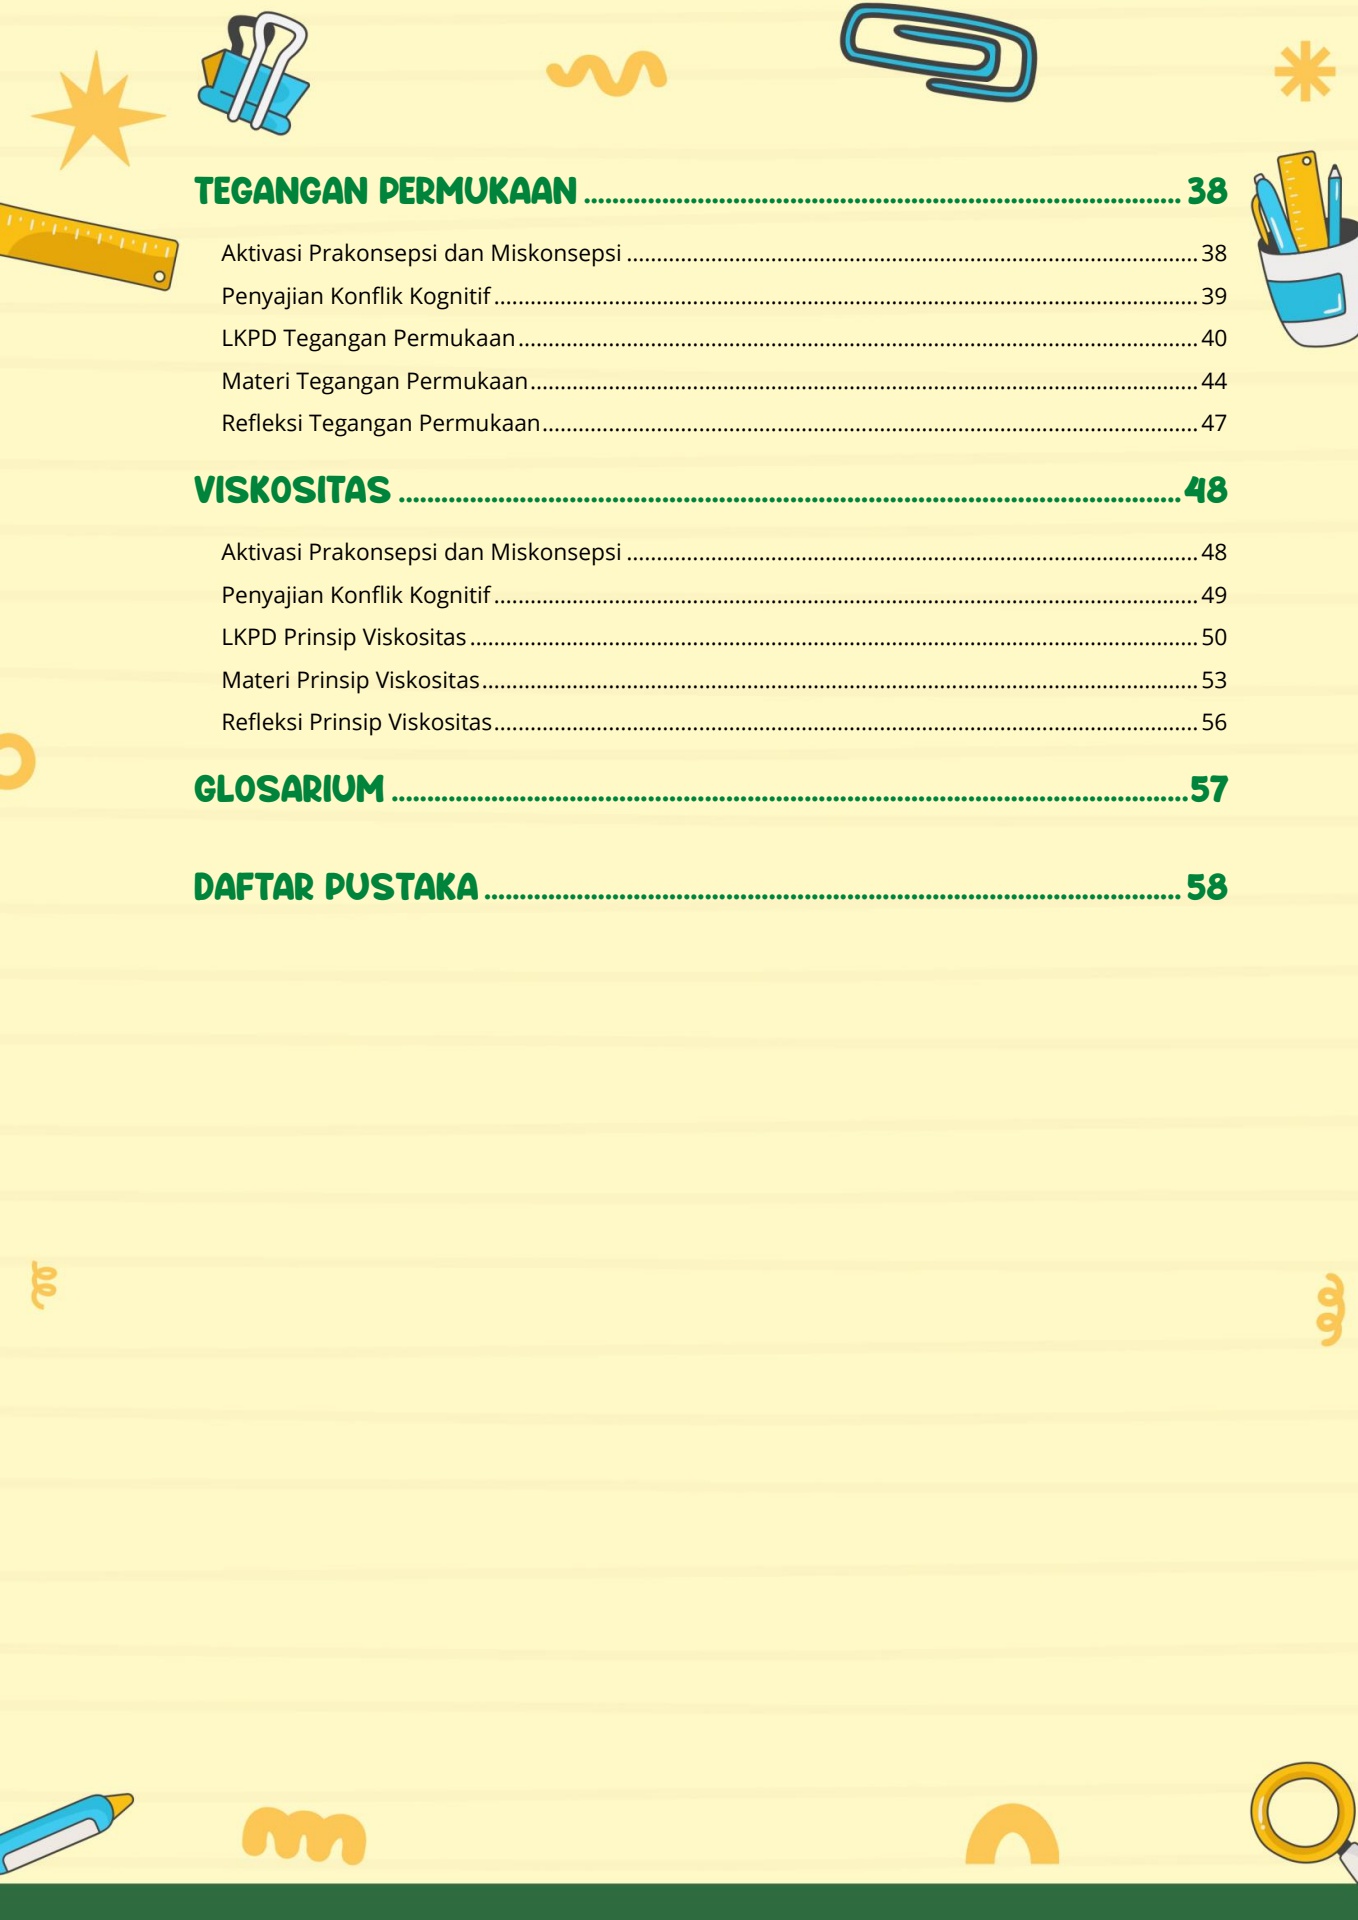 TEGANGAN PERMUKAAN ........................................................................................ 38
Aktivasi Prakonsepsi dan Miskonsepsi ............................................................................................... 38
Penyajian Konflik Kognitif ..................................................................................................................... 39
LKPD Tegangan Permukaan ................................................................................................................. 40
Materi Tegangan Permukaan ............................................................................................................... 44
Refleksi Tegangan Permukaan ............................................................................................................. 47
VISKOSITAS .................................................................................................................... 48
Aktivasi Prakonsepsi dan Miskonsepsi ............................................................................................... 48
Penyajian Konflik Kognitif ..................................................................................................................... 49
LKPD Prinsip Viskositas ......................................................................................................................... 50
Materi Prinsip Viskositas ....................................................................................................................... 53
Refleksi Prinsip Viskositas ..................................................................................................................... 56
GLOSARIUM ..................................................................................................................... 57
DAFTAR PUSTAKA ....................................................................................................... 58